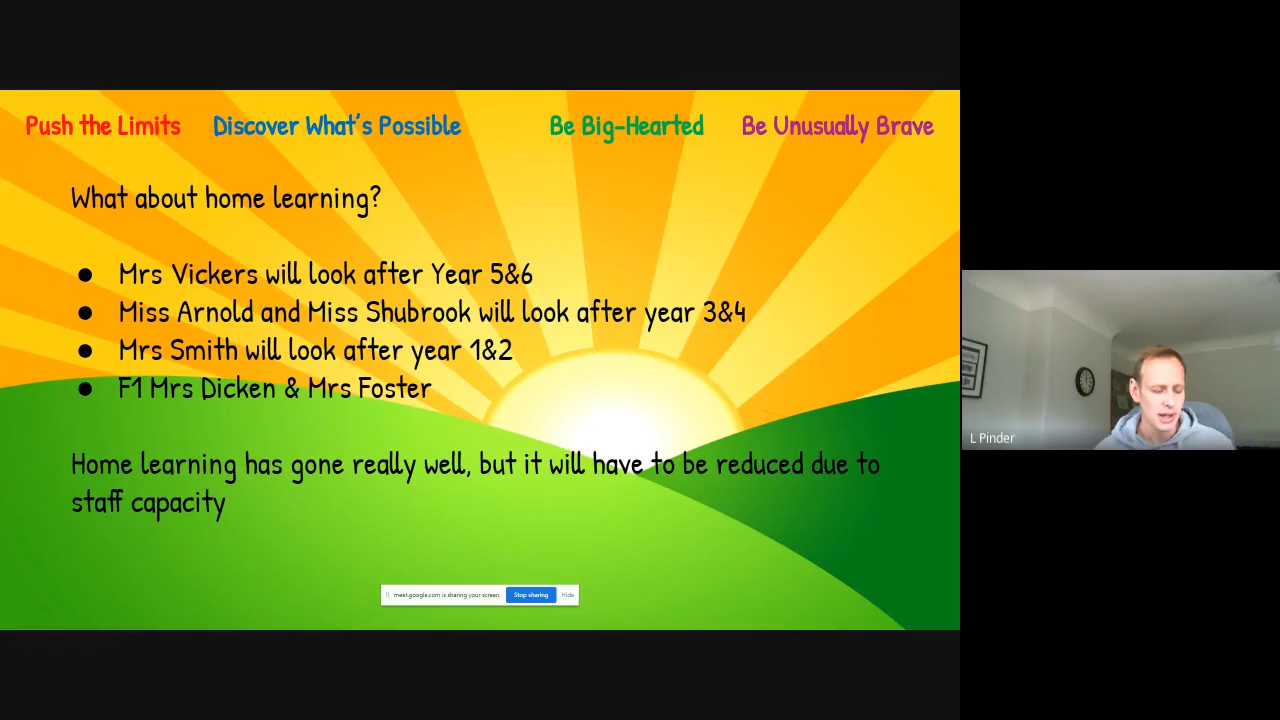 Push the Limits Discover What's Possible Be Big-Hearted Be Unusually Brave
What about home learning?
● Mrs Vickers will look after Year 5&6
● Miss Arnold and Miss Shubrook will look after year 3&4
● Mrs Smith will look after year 1&2
● F1 Mrs Dicken & Mrs Foster
Home learning has gone really well, but it will have to be reduced due to
staff capacity
meet.google.com is sharing your screen. Stop sharing Hide
L Pinder